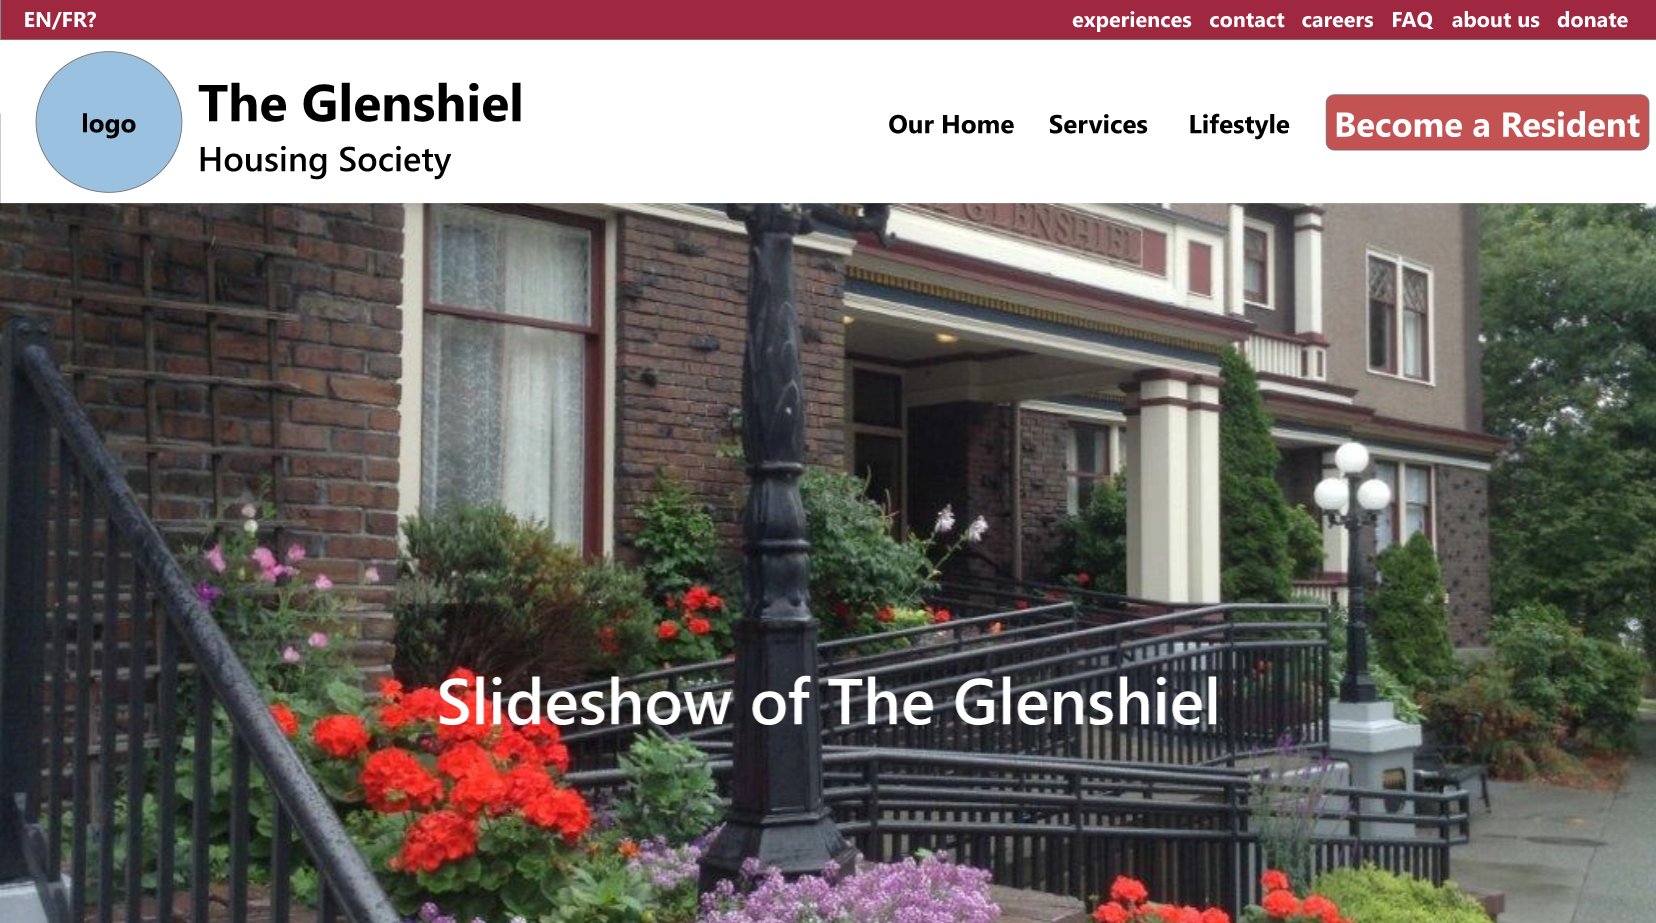 EN/FR?
experiences contact careers FAQ about us donate
logo
The Glenshiel
Housing Society
Our Home Services Lifestyle Become a Resident
GLENSHIEL
Slideshow of The Glenshiel